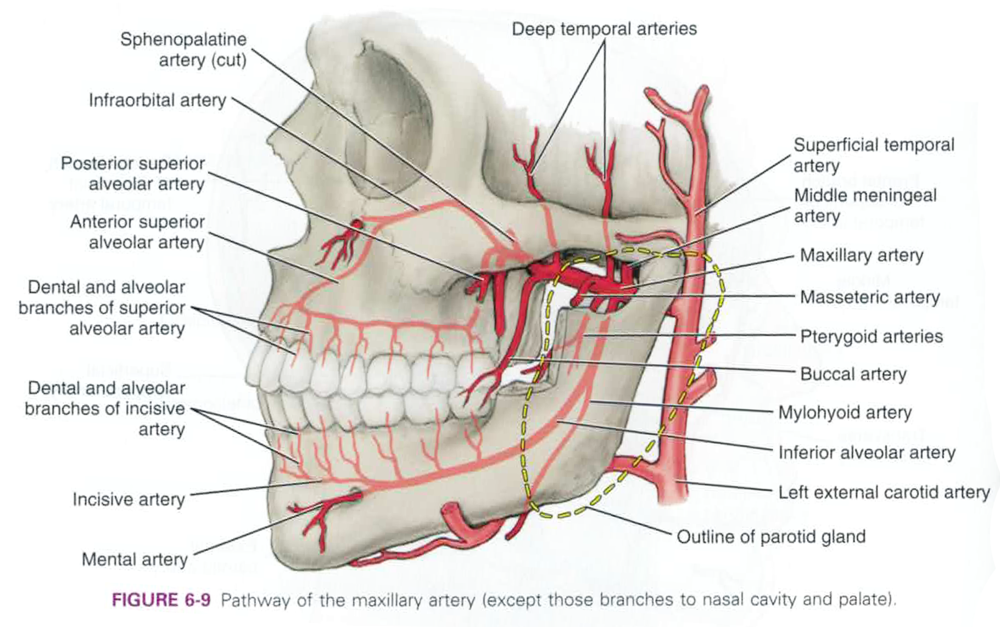 Sphenopalatine
artery (cut)
Infraorbital artery
Posterior superior
alveolar artery
Anterior superior
alveolar artery
Dental and alveolar
branches of superior
alveolar artery
Dental and alveolar
branches of incisive
artery
Incisive artery
Mental artery
Deep temporal arteries
Superficial temporal
artery
Middle meningeal
artery
Maxillary artery
Masseteric artery
Pterygoid arteries
Buccal artery
Mylohyoid artery
Inferior alveolar artery
Left external carotid artery
Outline of parotid gland
FIGURE 6-9 Pathway of the maxillary artery (except those branches to nasal cavity and palate).